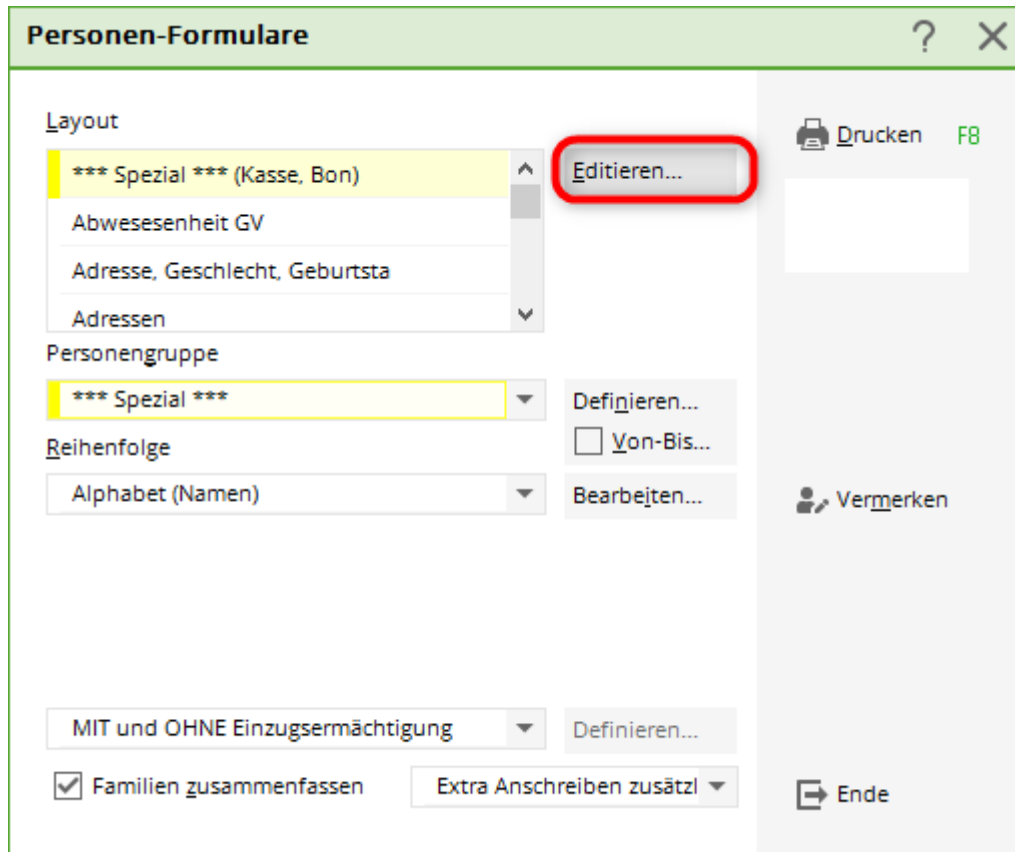 Personen-Formulare
Layout
*** Spezial *** (Kasse, Bon)
Abwesesenheit GV
Adresse, Geschlecht, Geburtsta
Adressen
Editieren...
Drucken F8
Personengruppe
*** Spezial ***
Definieren...
Von-Bis...
Reihenfolge
Alphabet (Namen)
Bearbeiten...
Vermerken
MIT und OHNE Einzugsermächtigung
Definieren...
Familien zusammenfassen
Extra Anschreiben zusätzl
Ende